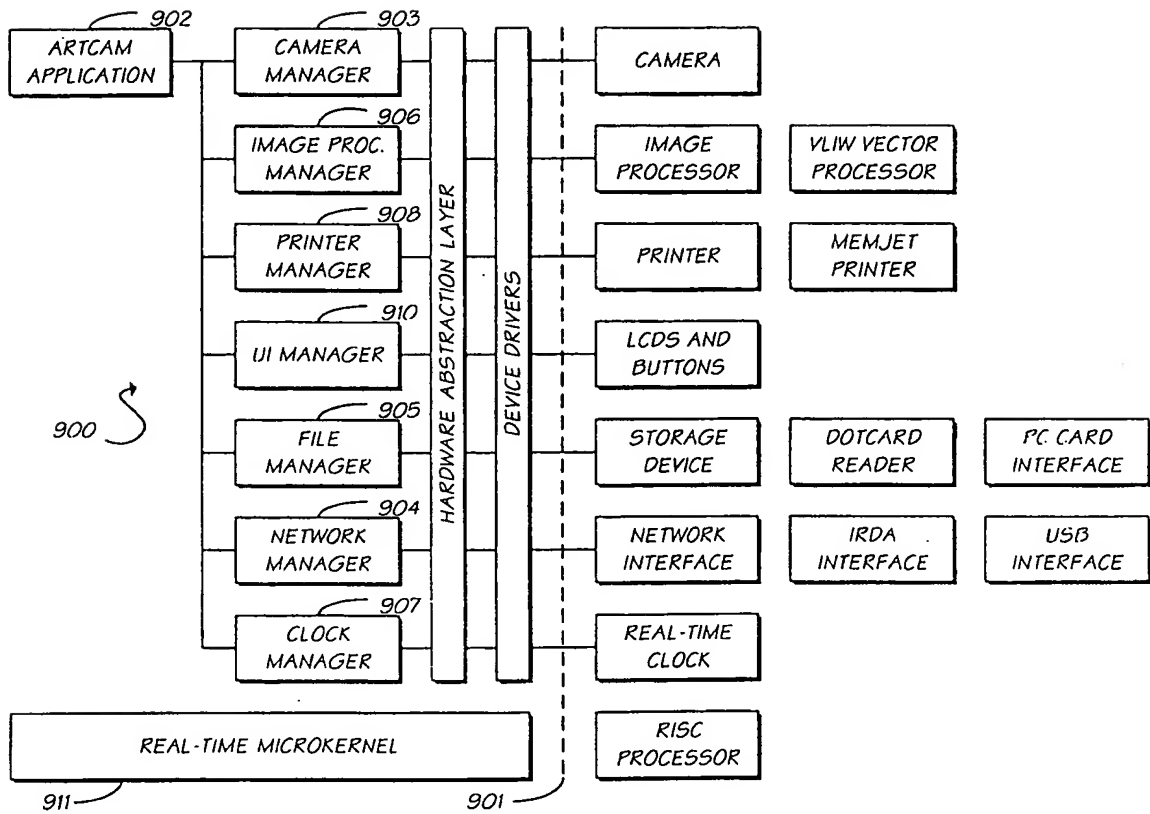 902
903
ARTCAM
APPLICATION
CAMERA
MANAGER
CAMERA
906
IMAGE PROC.
MANAGER
IMAGE
PROCESSOR
VLIW VECTOR
PROCESSOR
908
PRINTER
MANAGER
PRINTER
MEMJET
PRINTER
HARDWARE ABSTRACTION LAYER
DEVICE DRIVERS
910
UI MANAGER
LCDS AND
BUTTONS
900
905
FILE
MANAGER
STORAGE
DEVICE
DOTCARD
READER
PC CARD
INTERFACE
904
NETWORK
MANAGER
NETWORK
INTERFACE
IRDA
INTERFACE
USB
INTERFACE
907
CLOCK
MANAGER
REAL-TIME
CLOCK
REAL-TIME MICROKERNEL
RISC
PROCESSOR
911
901